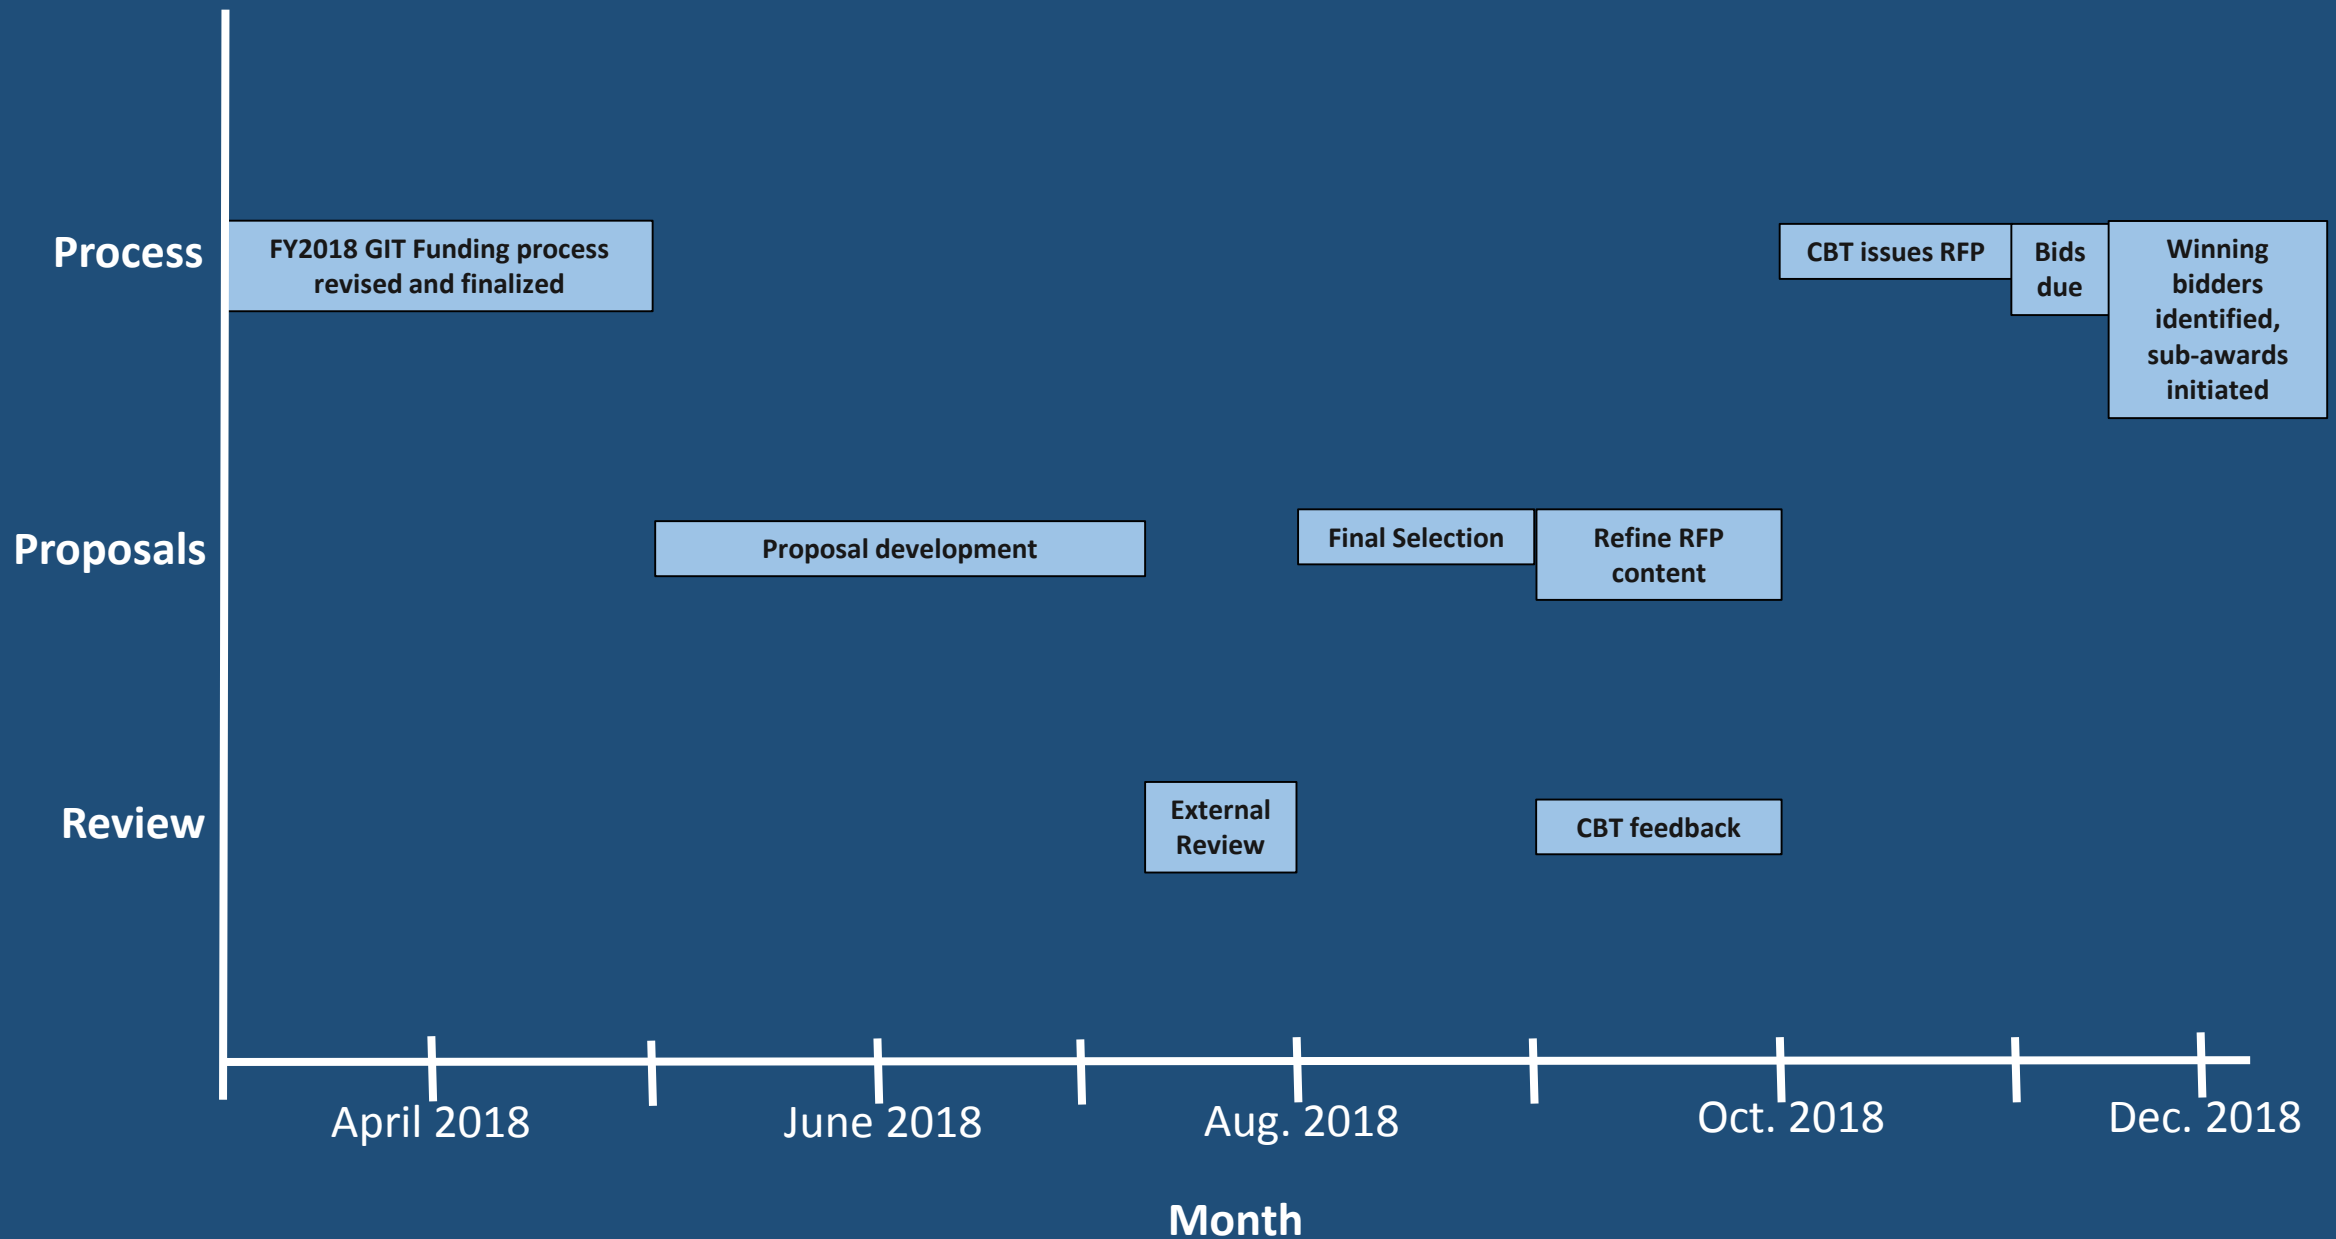 Process
FY2018 GIT Funding process
revised and finalized
CBT issues RFP
Bids
due
Winning
bidders
identified,
sub-awards
initiated
Proposals
Proposal development
Final Selection
Refine RFP
content
Review
External
Review
CBT feedback
April 2018
June 2018
Aug. 2018
Oct. 2018
Dec. 2018
Month